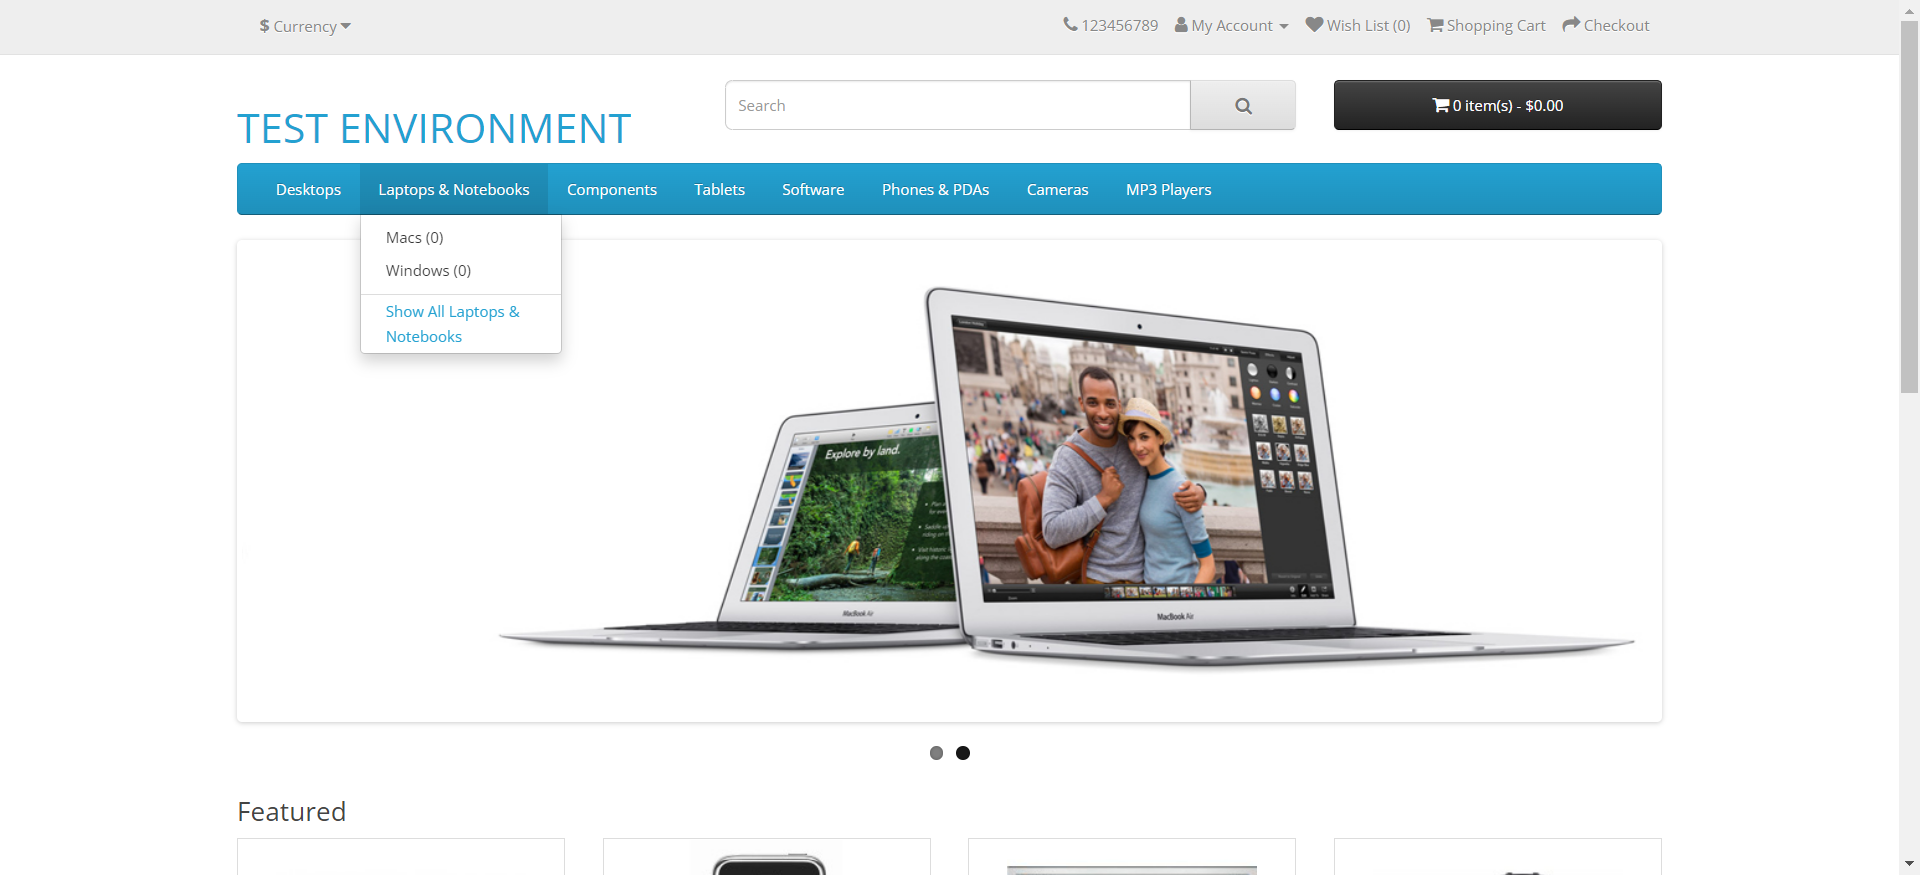 $ Currency
123456789 My Account Wish List (0) Shopping Cart Checkout
TEST ENVIRONMENT
Search
0 item(s) - $0.00
Desktops Laptops & Notebooks Components Tablets Software Phones & PDAs Cameras MP3 Players
Macs (0)
Windows (0)
Show All Laptops &
Notebooks
Explore by land.
MacBook Air
MacBook Air
Featured